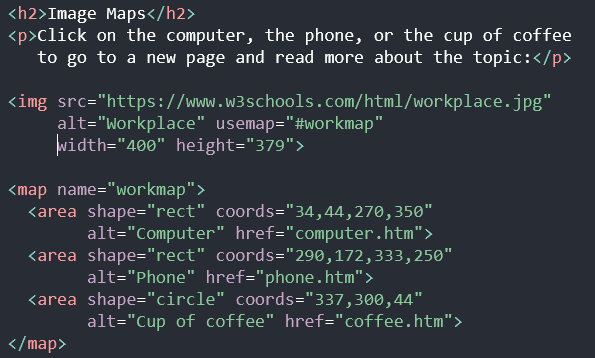 <h2>Image Maps</h2>
<p>Click on the computer, the phone, or the cup of coffee
to go to a new page and read more about the topic:</p>
<img src="https://www.w3schools.com/html/workplace.jpg"
alt="Workplace" usemap="#workmap"
width="400" height="379">
<map name="workmap">
<area shape="rect" coords="34,44,270,350"
alt="Computer" href="computer.htm">
<area shape="rect" coords="290,172,333,250"
alt="Phone" href="phone.htm">
<area shape="circle" coords="337,300,44"
alt="Cup of coffee" href="coffee.htm">
</map>